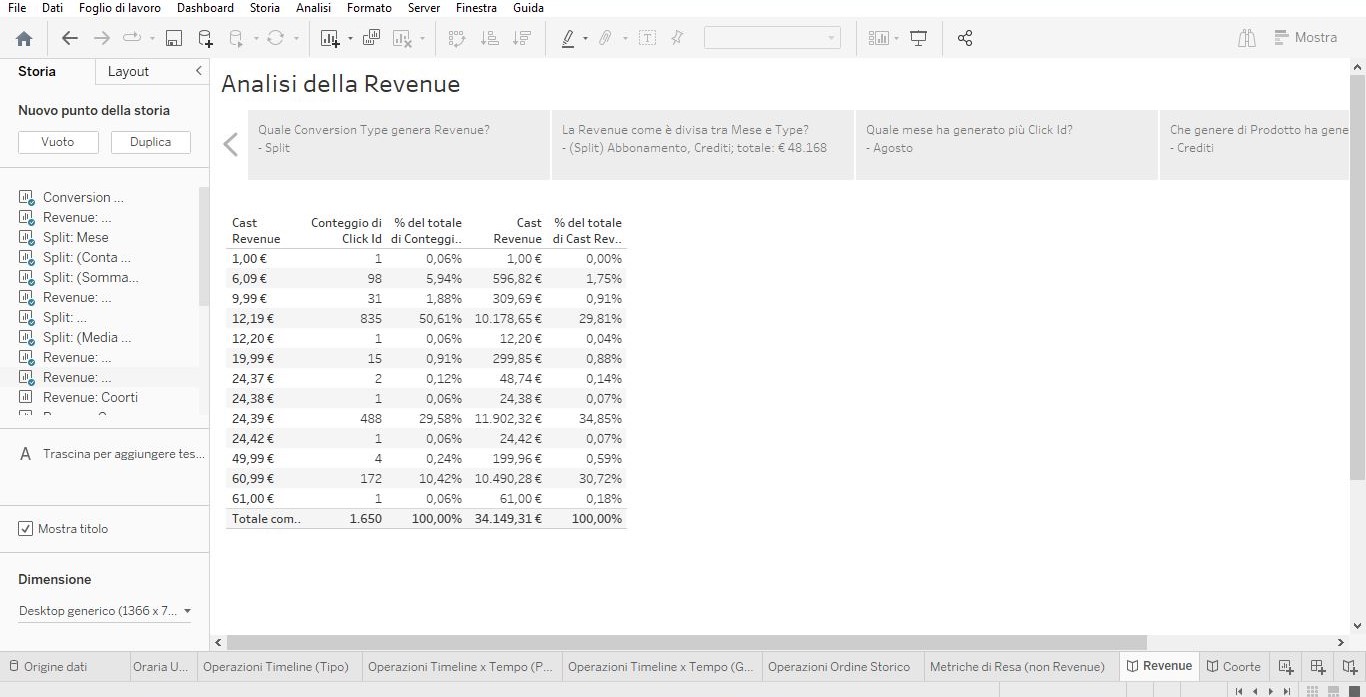 File Dati Foglio di lavoro Dashboard Storia Analisi Formato Server Finestra Guida
Mostra
Storia Layout
Nuovo punto della storia
Vuoto Duplica
Conversion ...
Revenue: ...
Split: Mese
Split: (Conta ...
Split: (Somma...
Revenue: ...
Split: ...
Split: (Media ...
Revenue: ...
Revenue: ...
Revenue: Coorti
A Trascina per aggiungere tes...
Mostra titolo
Dimensione
Desktop generico (1366 x 7...
Analisi della Revenue
Quale Conversion Type genera Revenue?
- Split
La Revenue come è divisa tra Mese e Type?
- (Split) Abbonamento, Crediti; totale: € 48.168
Quale mese ha generato più Click Id?
- Agosto
Che genere di Prodotto ha gene
- Crediti
Cast Conteggio di % del totale Cast % del totale
Revenue Click Id di Conteggi.. Revenue di Cast Rev..
1,00 € 1 0,06% 1,00 € 0,00%
6,09 € 98 5,94% 596,82 € 1,75%
9,99 € 31 1,88% 309,69 € 0,91%
12,19 € 835 50,61% 10.178,65 € 29,81%
12,20 € 1 0,06% 12,20 € 0,04%
19,99 € 15 0,91% 299,85 € 0,88%
24,37 € 2 0,12% 48,74 € 0,14%
24,38 € 1 0,06% 24,38 € 0,07%
24,39 € 488 29,58% 11.902,32 € 34,85%
24,42 € 1 0,06% 24,42 € 0,07%
49,99 € 4 0,24% 199,96 € 0,59%
60,99 € 172 10,42% 10.490,28 € 30,72%
61,00 € 1 0,06% 61,00 € 0,18%
Totale com.. 1.650 100,00% 34.149,31 € 100,00%
Origine dati Oraria U... Operazioni Timeline (Tipo) Operazioni Timeline x Tempo (P... Operazioni Timeline x Tempo (G... Operazioni Ordine Storico Metriche di Resa (non Revenue) Revenue Coorte